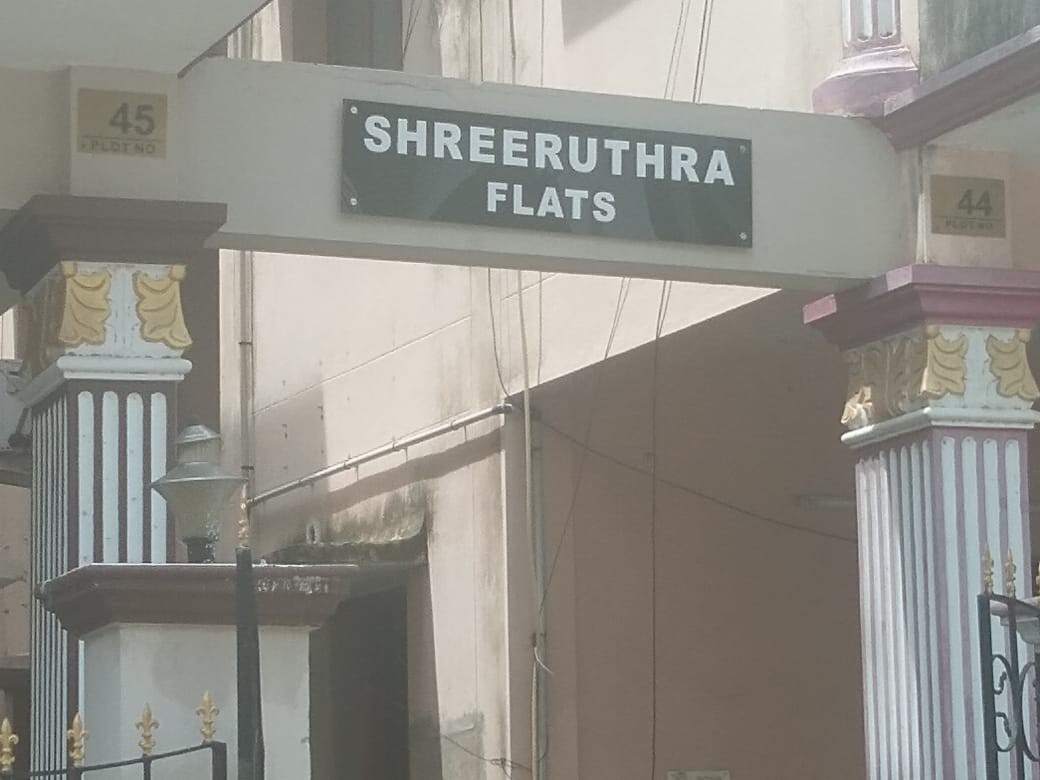 45
PLOT NO
SHREERUTHRA
FLATS
44
PLOT NO